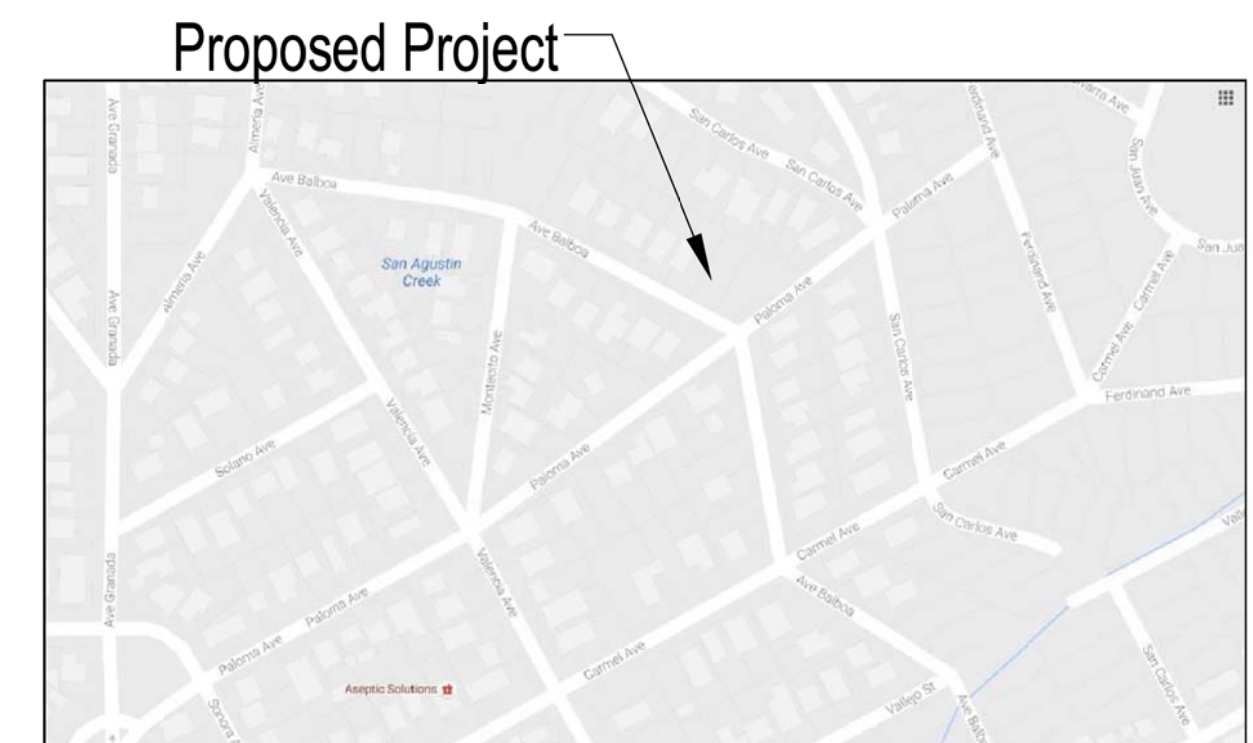 Proposed Project
Ave Granada
Almeria Ave
Ave Balboa
Valencia Ave
San Agustin
Creek
Ave Balboa
San Carlos Ave
San Carlos Ave
Paloma Ave
Ferdinand Ave
San Juan Ave
Almeria Ave
Ave Granada
Montecito Ave
Paloma Ave
San Carlos Ave
Ferdinand Ave
Carmel Ave
Carmel Ave
Ferdinand Ave
Solano Ave
Valencia Ave
Paloma Ave
Carmel Ave
San Carlos Ave
Ave Granada
Valencia Ave
Carmel Ave
Ave Balboa
Paloma Ave
Paloma Ave
Carmel Ave
Aseptic Solutions
Vallejo St
Ave Balboa
San Carlos Ave